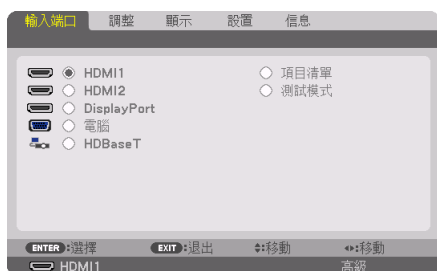 輸入端口 調整 顯示 設置 信息
HDMI1 項目清單
HDMI2 測試模式
DisplayPort
電腦
HDBaseT
ENTER:選擇 EXIT:退出 :移動 :移動
HDMI1 高級